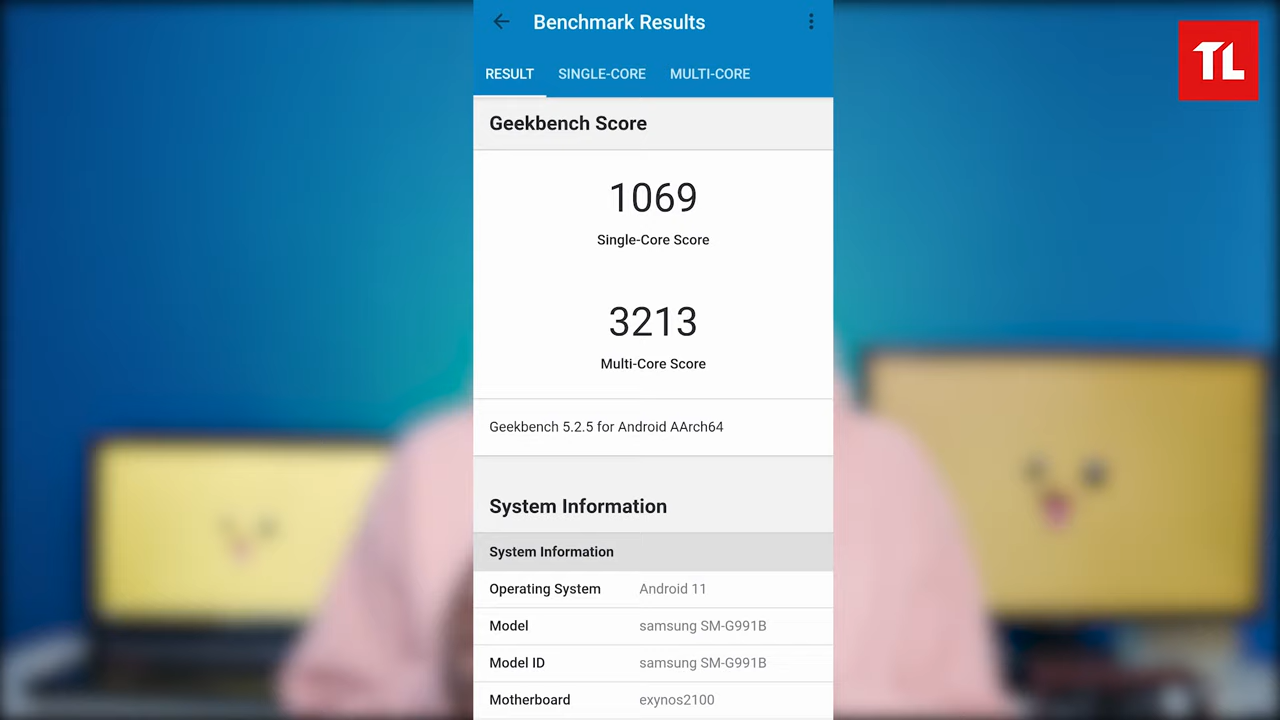 Benchmark Results
TL
RESULT SINGLE-CORE MULTI-CORE
Geekbench Score
1069
Single-Core Score
3213
Multi-Core Score
Geekbench 5.2.5 for Android AArch64
System Information
System Information
Operating System Android 11
Model samsung SM-G991B
Model ID samsung SM-G991B
Motherboard exynos2100